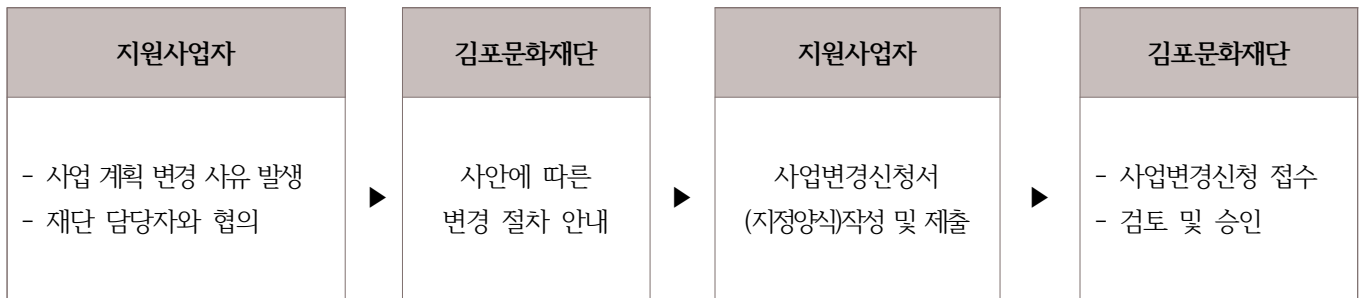 지원사업자
- 사업 계획 변경 사유 발생
- 재단 담당자와 협의
▶
김포문화재단
사안에 따른
변경 절차 안내
▶
지원사업자
사업변경신청서
(지정양식)작성 및 제출
▶
김포문화재단
- 사업변경신청 접수
- 검토 및 승인